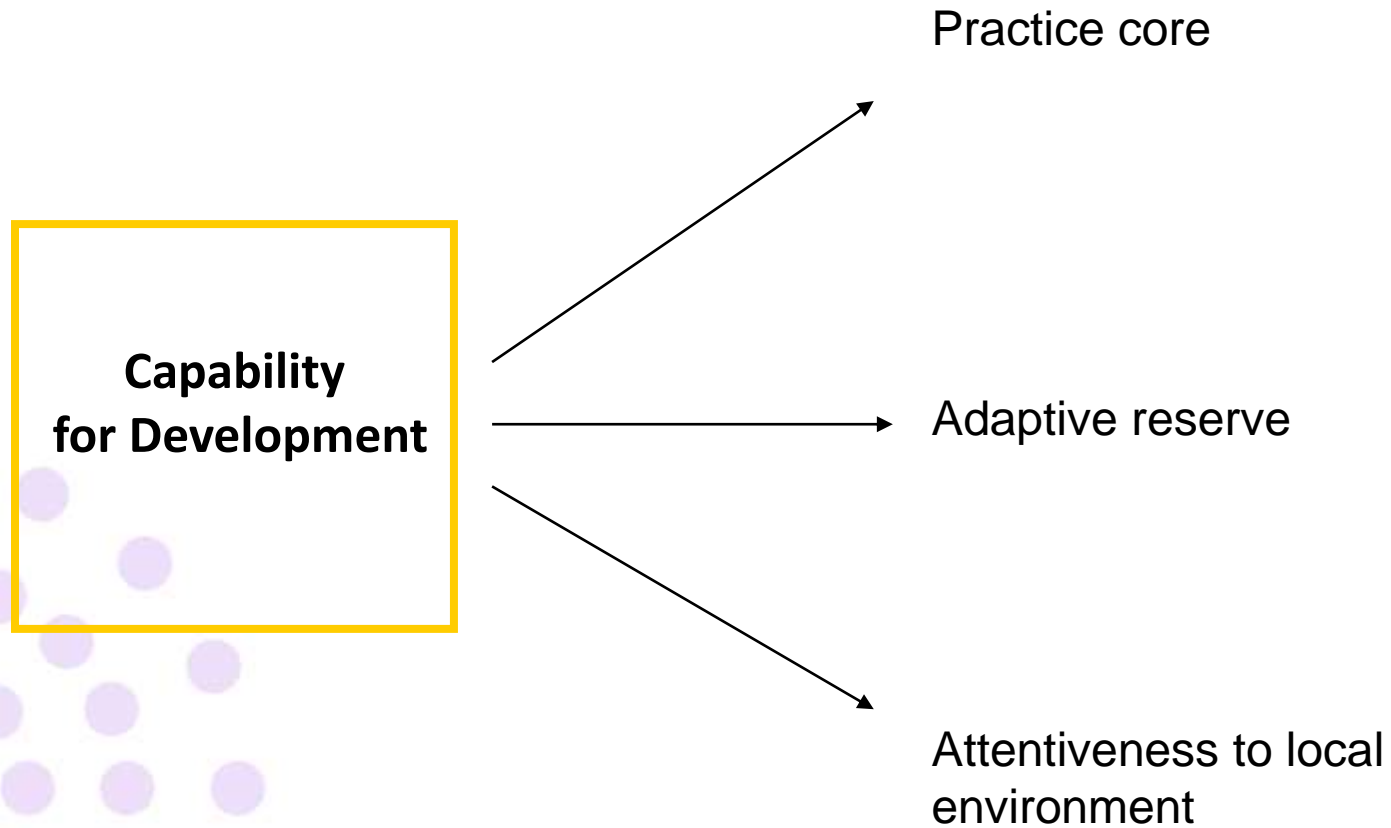 Practice core
Capability
for Development
Adaptive reserve
Attentiveness to local
environment